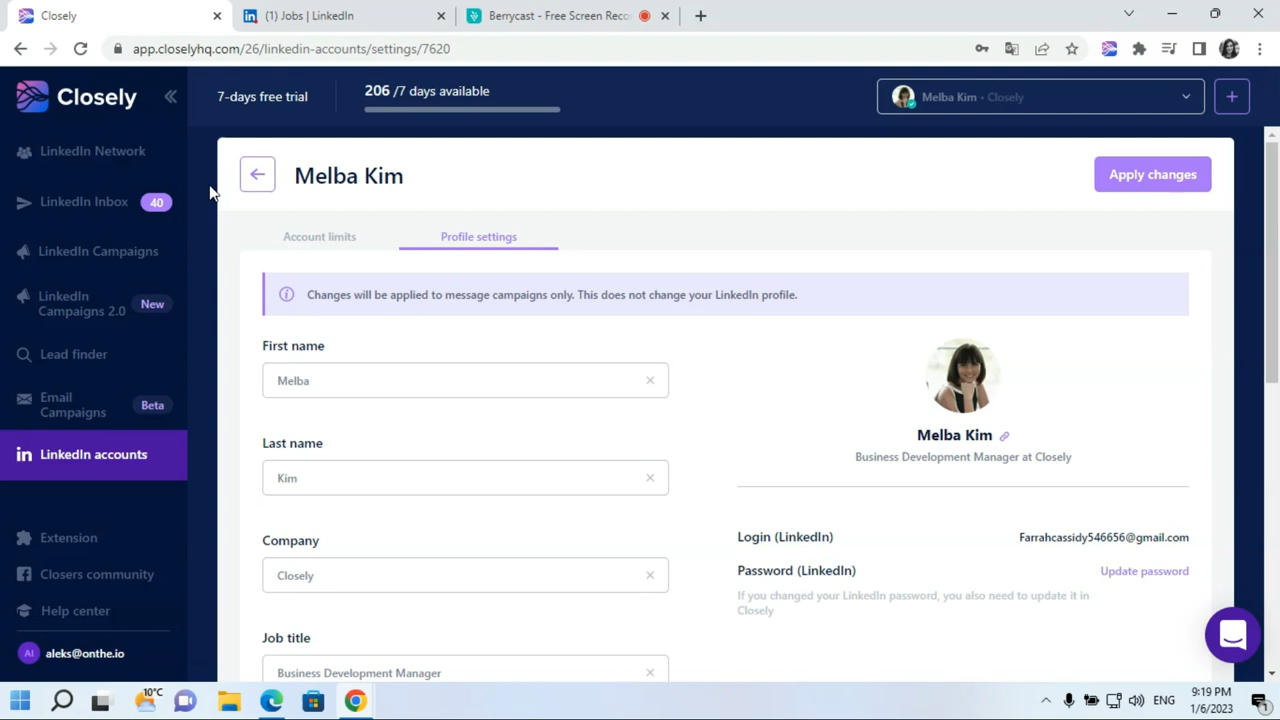 Closely
(1) Jobs | LinkedIn
Berrycast - Free Screen Reco
app.closelyhq.com/26/linkedin-accounts/settings/7620
Closely
7-days free trial
206 /7 days available
Melba Kim • Closely
LinkedIn Network
LinkedIn Inbox
40
LinkedIn Campaigns
LinkedIn
Campaigns 2.0
New
Lead finder
Email
Campaigns
Beta
LinkedIn accounts
Extension
Closers community
Help center
AI
aleks@onthe.io
Melba Kim
Apply changes
Account limits
Profile settings
Changes will be applied to message campaigns only. This does not change your LinkedIn profile.
First name
Melba
Last name
Kim
Company
Closely
Job title
Business Development Manager
Melba Kim
Business Development Manager at Closely
Login (LinkedIn)
Farrahcassidy546656@gmail.com
Password (LinkedIn)
Update password
If you changed your LinkedIn password, you also need to update it in
Closely
10°C
ENG
9:19 PM
1/6/2023
1